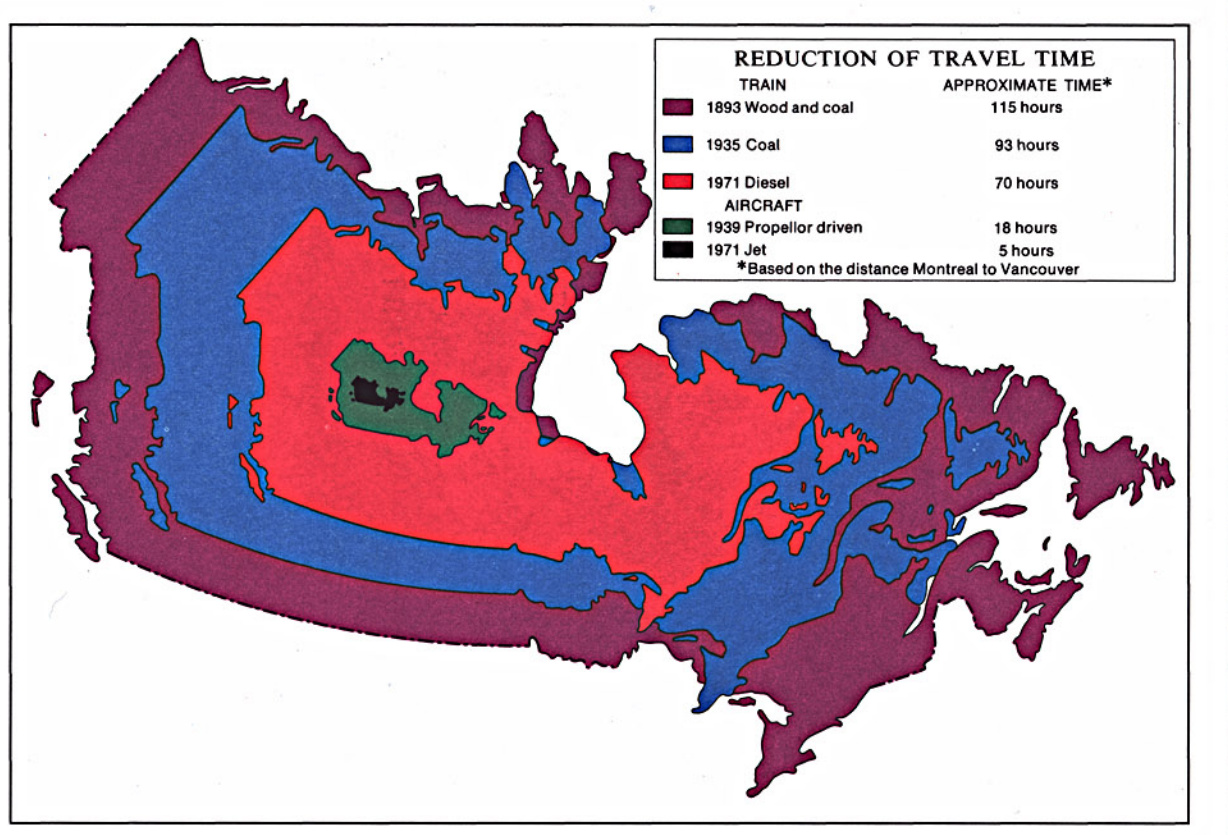 REDUCTION OF TRAVEL TIME
TRAIN APPROXIMATE TIME*
1893 Wood and coal 115 hours
1935 Coal 93 hours
1971 Diesel 70 hours
AIRCRAFT
1939 Propellor driven 18 hours
1971 Jet 5 hours
*Based on the distance Montreal to Vancouver